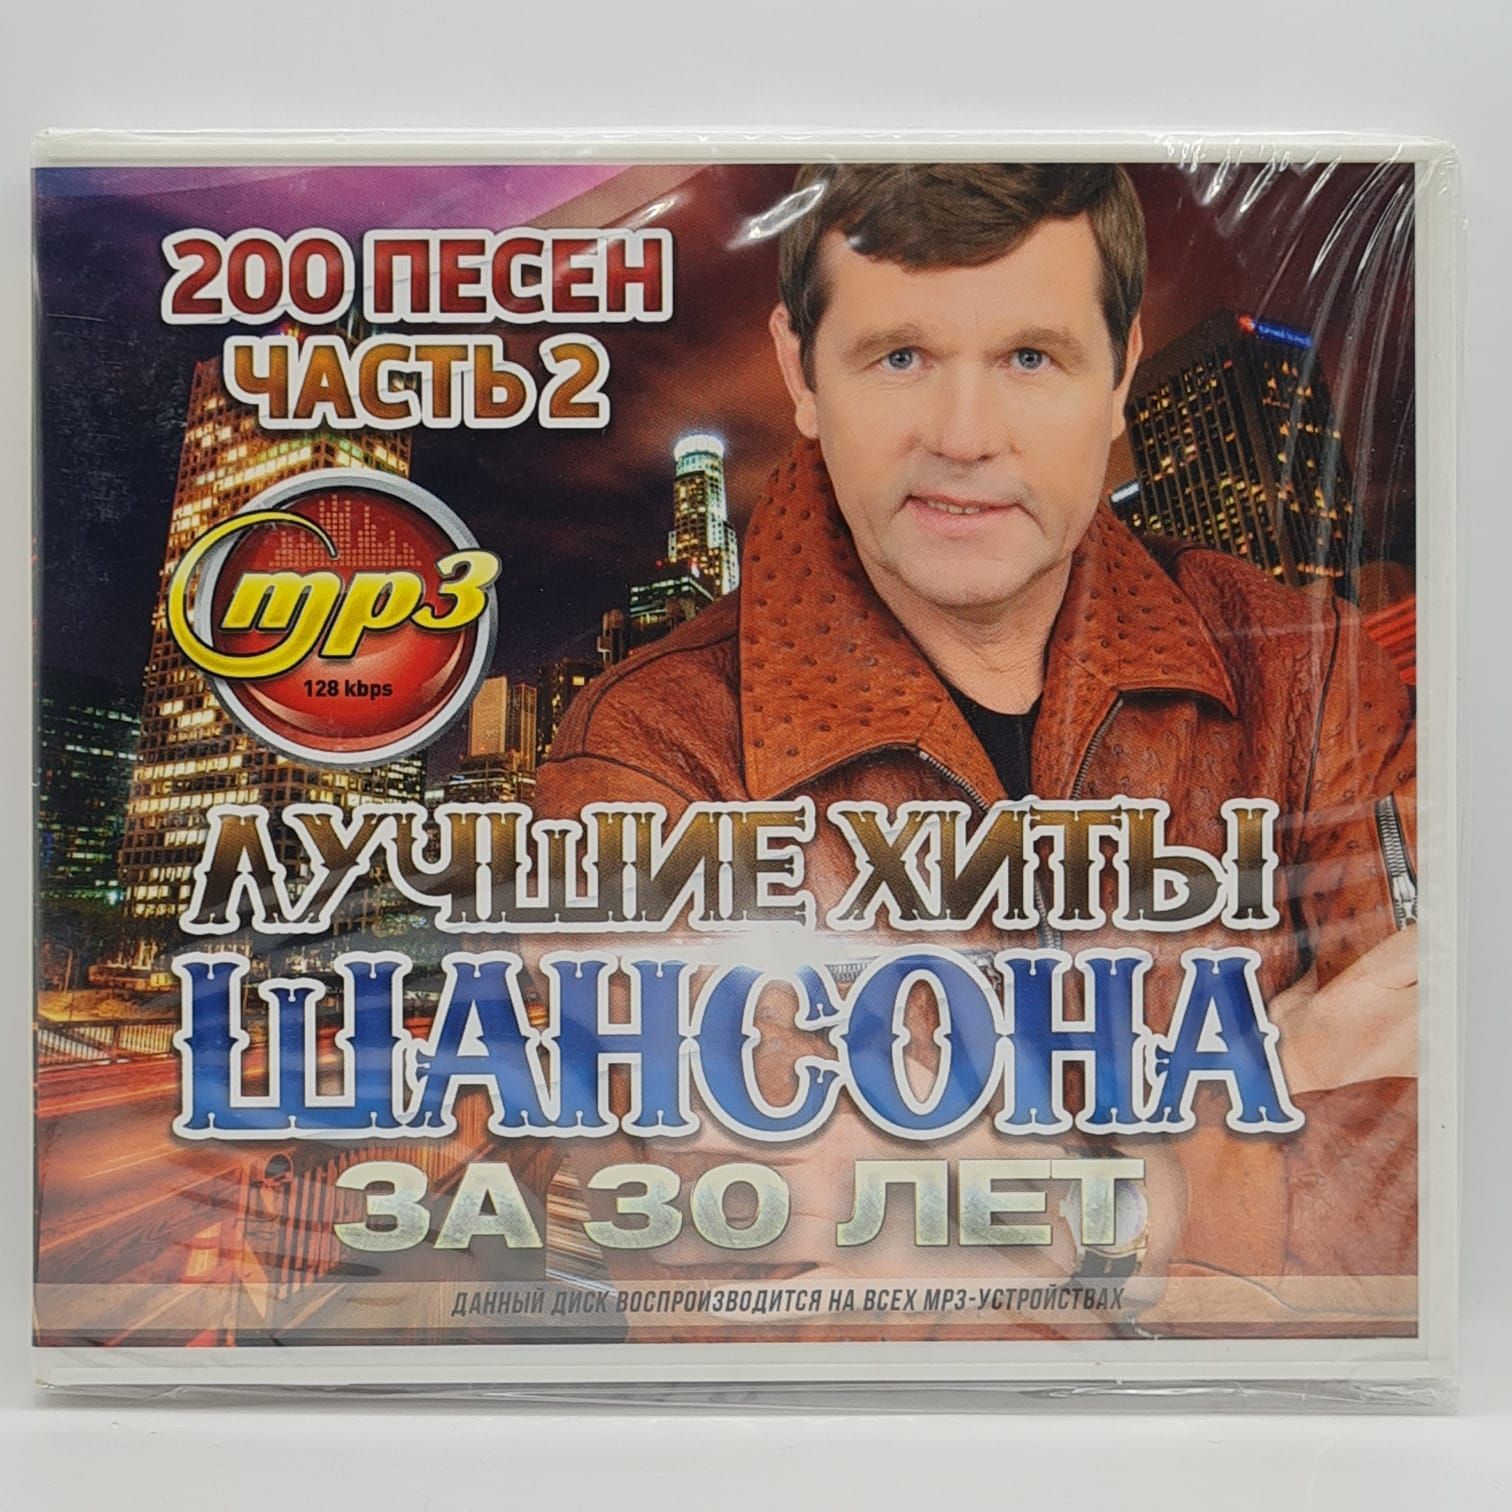 200 ПЕСЕН
ЧАСТЬ 2
mp3
128 kbps
ЛУЧШИЕ ХИТЫ
ШАНСОНА
ЗА 30 ЛЕТ
ДАННЫЙ ДИСК ВОСПРОИЗВОДИТСЯ НА ВСЕХ MP3-УСТРОЙСТВАХ